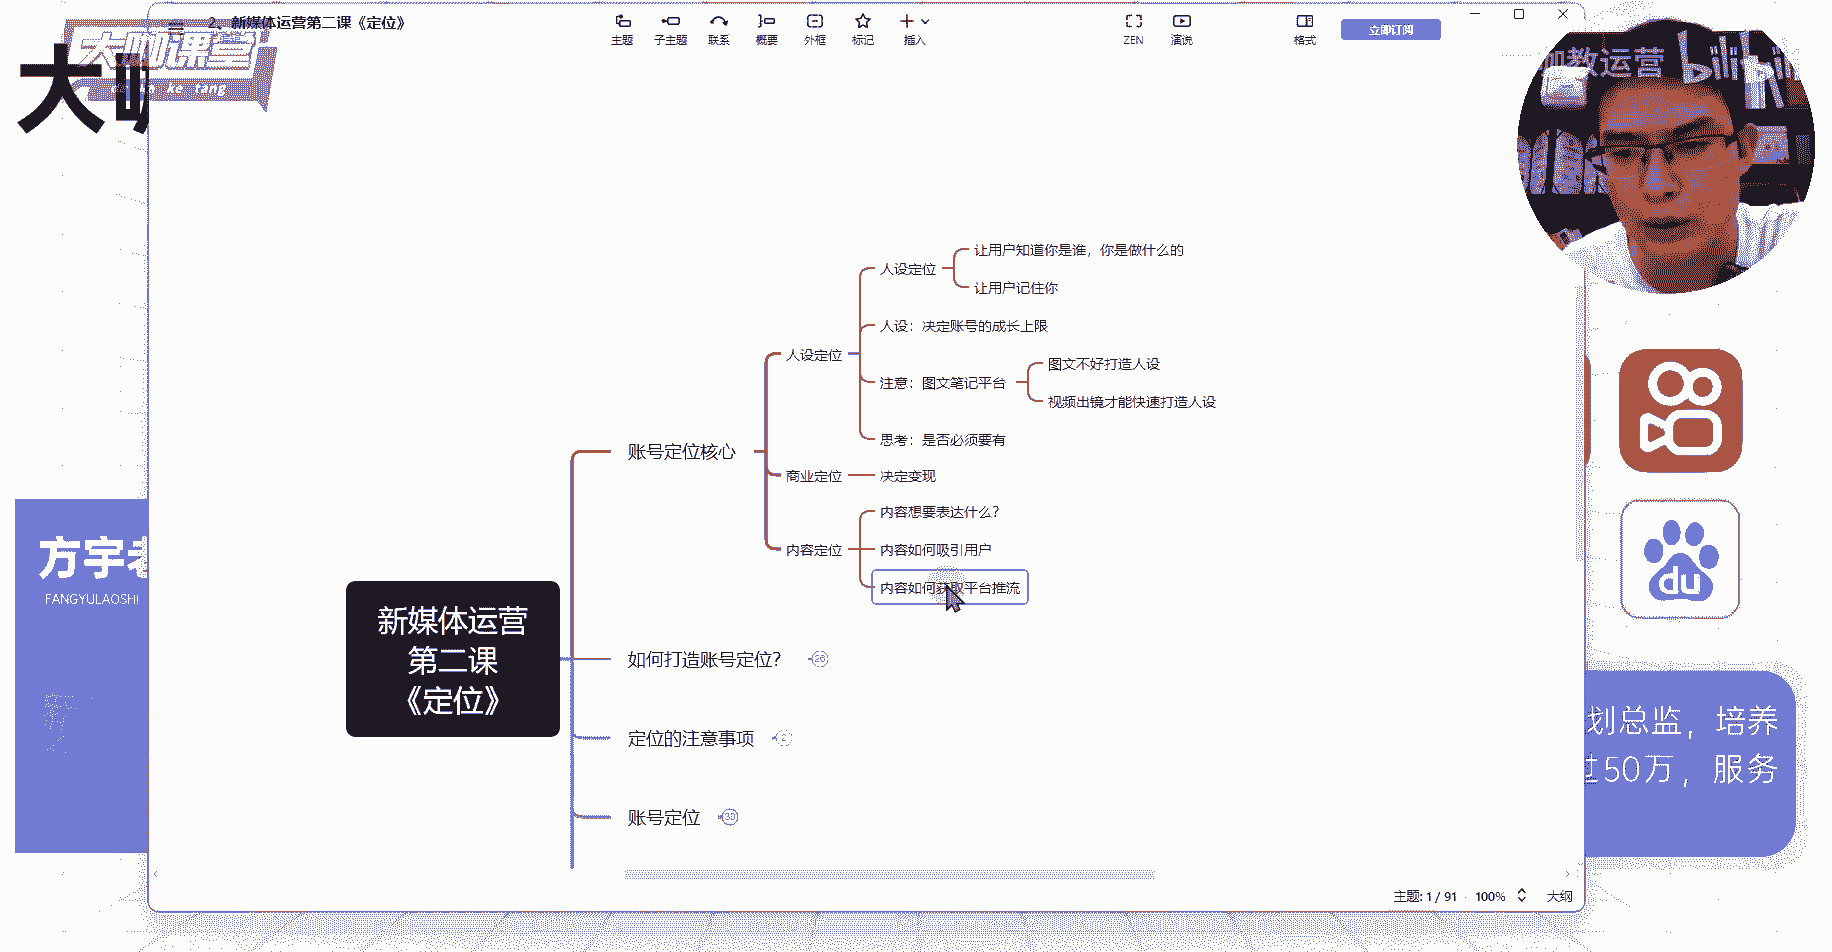 2、新媒体运营第二课《定位》
主题
子主题
联系
概要
外框
标记
插入
ZEN
演说
格式
立即订阅
大咖课堂
ke tang
大咖
咖教运营
bilibili
让用户知道你是谁，你是做什么的
人设定位
让用户记住你
人设：决定账号的成长上限
人设定位
图文不好打造人设
注意：图文笔记平台
视频出镜才能快速打造人设
思考：是否必须要有
账号定位核心
商业定位
决定变现
内容想要表达什么？
内容定位
内容如何吸引用户
内容如何获取平台推流
方宇老
FANGYULAOSHI
du
新媒体运营
第二课
《定位》
如何打造账号定位？
26
定位的注意事项
账号定位
30
划总监，培养
过50万，服务
主题: 1 / 91
100%
大纲